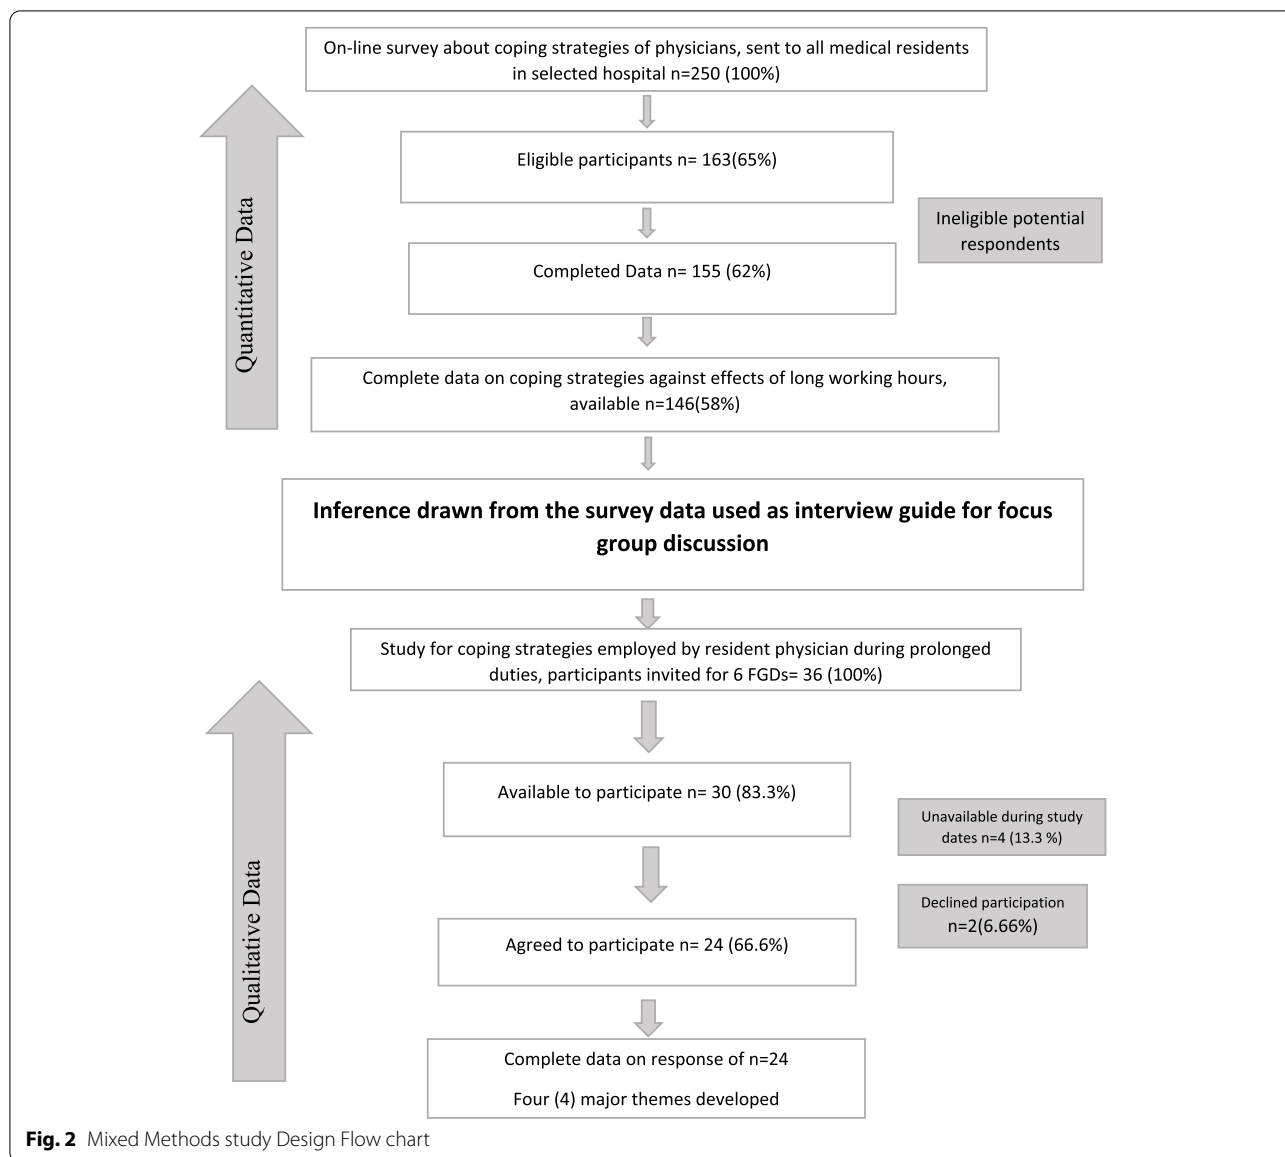 On-line survey about coping strategies of physicians, sent to all medical residents
in selected hospital n=250 (100%)
Eligible participants n= 163(65%)
Ineligible potential
respondents
Completed Data n= 155 (62%)
Quantitative Data
Complete data on coping strategies against effects of long working hours,
available n=146(58%)
Inference drawn from the survey data used as interview guide for focus
group discussion
Study for coping strategies employed by resident physician during prolonged
duties, participants invited for 6 FGDs= 36 (100%)
Available to participate n= 30 (83.3%)
Unavailable during study
dates n=4 (13.3 %)
Declined participation
n=2(6.66%)
Agreed to participate n= 24 (66.6%)
Qualitative Data
Complete data on response of n=24
Four (4) major themes developed
Fig. 2 Mixed Methods study Design Flow chart